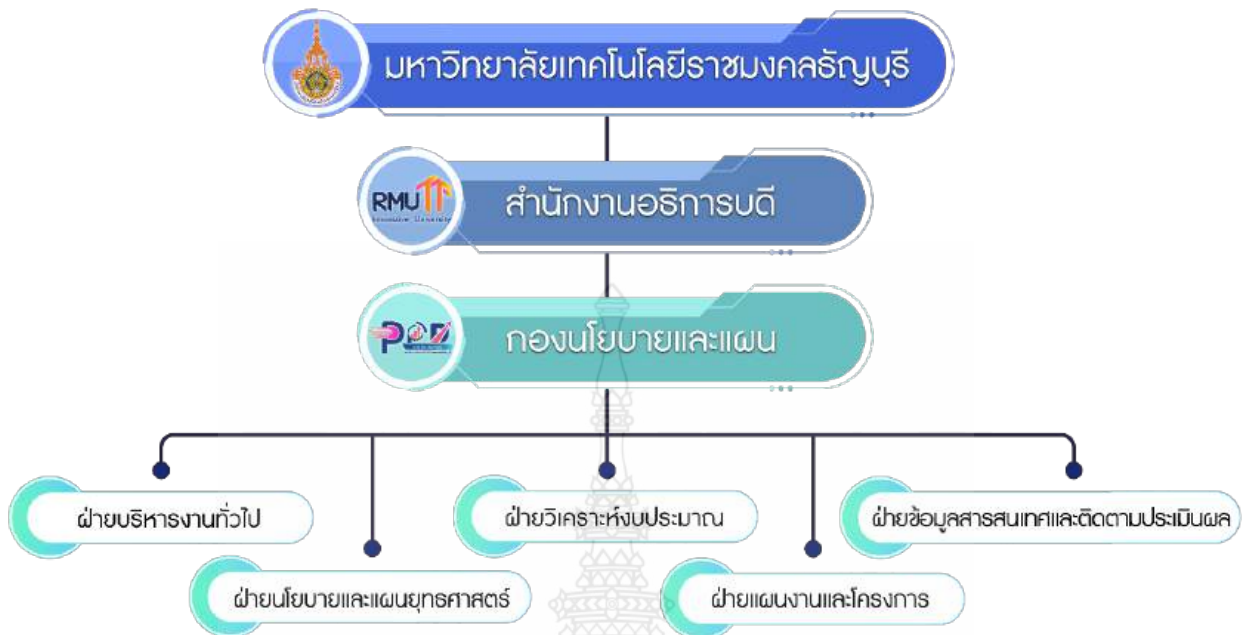 มหาวิทยาลัยเทคโนโลยีราชมงคลธัญบุรี
RMUTT
สำนักงานอธิการบดี
กองนโยบายและแผน
ฝ่ายบริหารงานทั่วไป
ฝ่ายวิเคราะห์งบประมาณ
ฝ่ายข้อมูลสารสนเทศและติดตามประเมินผล
ฝ่ายนโยบายและแผนยุทธศาสตร์
ฝ่ายแผนงานและโครงการ